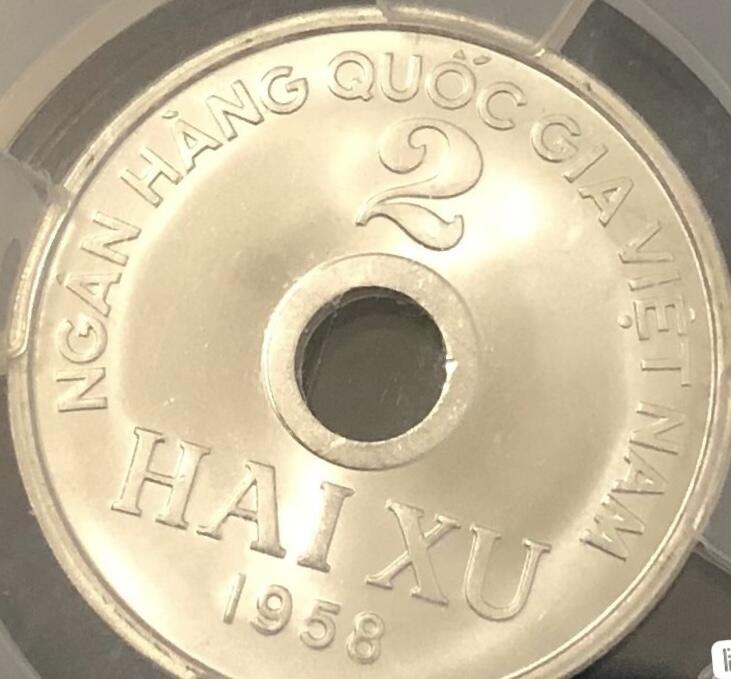 NGÂN HÀNG QUỐC GIA VIỆT NAM
2
HAI XU
1958